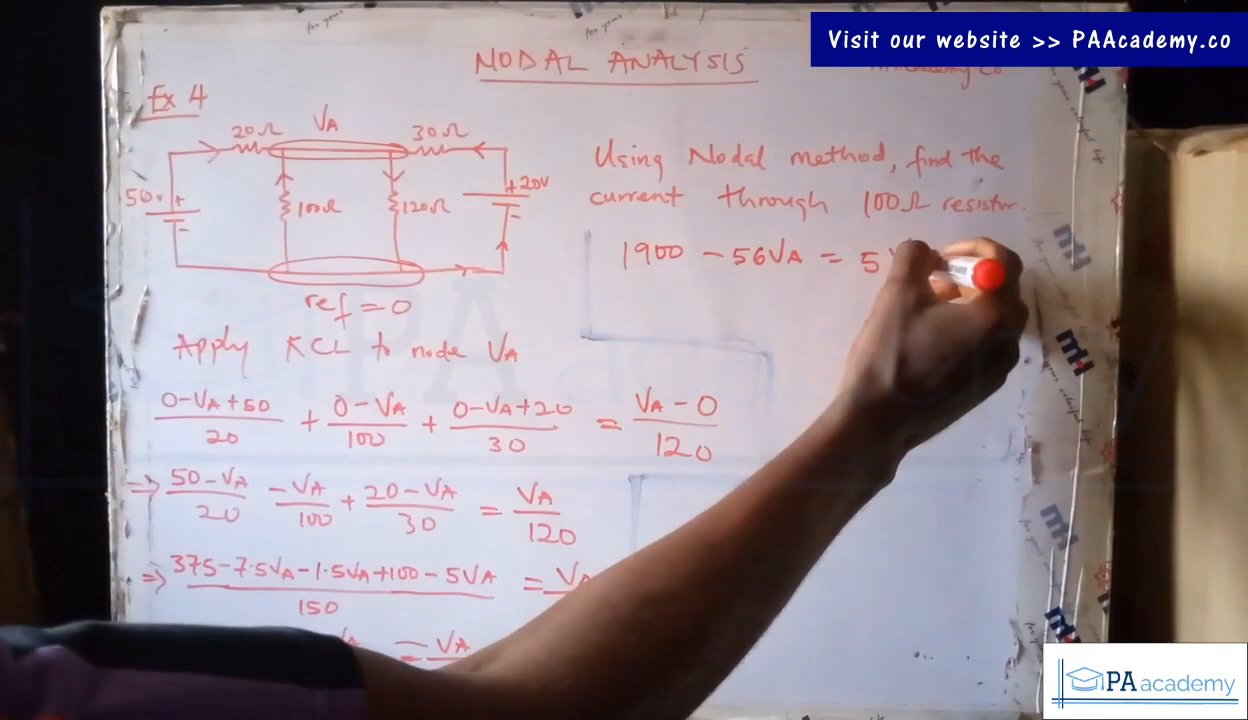 Visit our website >> PAAcademy.co
NODAL ANALYSIS
Ex 4
20Ω VA 30Ω
50v + 100Ω 120Ω + 20V
ref = 0
Using Nodal method, find the
current through 100Ω resistor.
1900 - 56VA = 5
Apply KCL to node VA
0-VA+50 / 20 + 0-VA / 100 + 0-VA+20 / 30 = VA-0 / 120
=> 50-VA / 20 -VA / 100 + 20-VA / 30 = VA / 120
=> 375-7.5VA-1.5VA+100-5VA / 150 = VA
= VA
PA academy